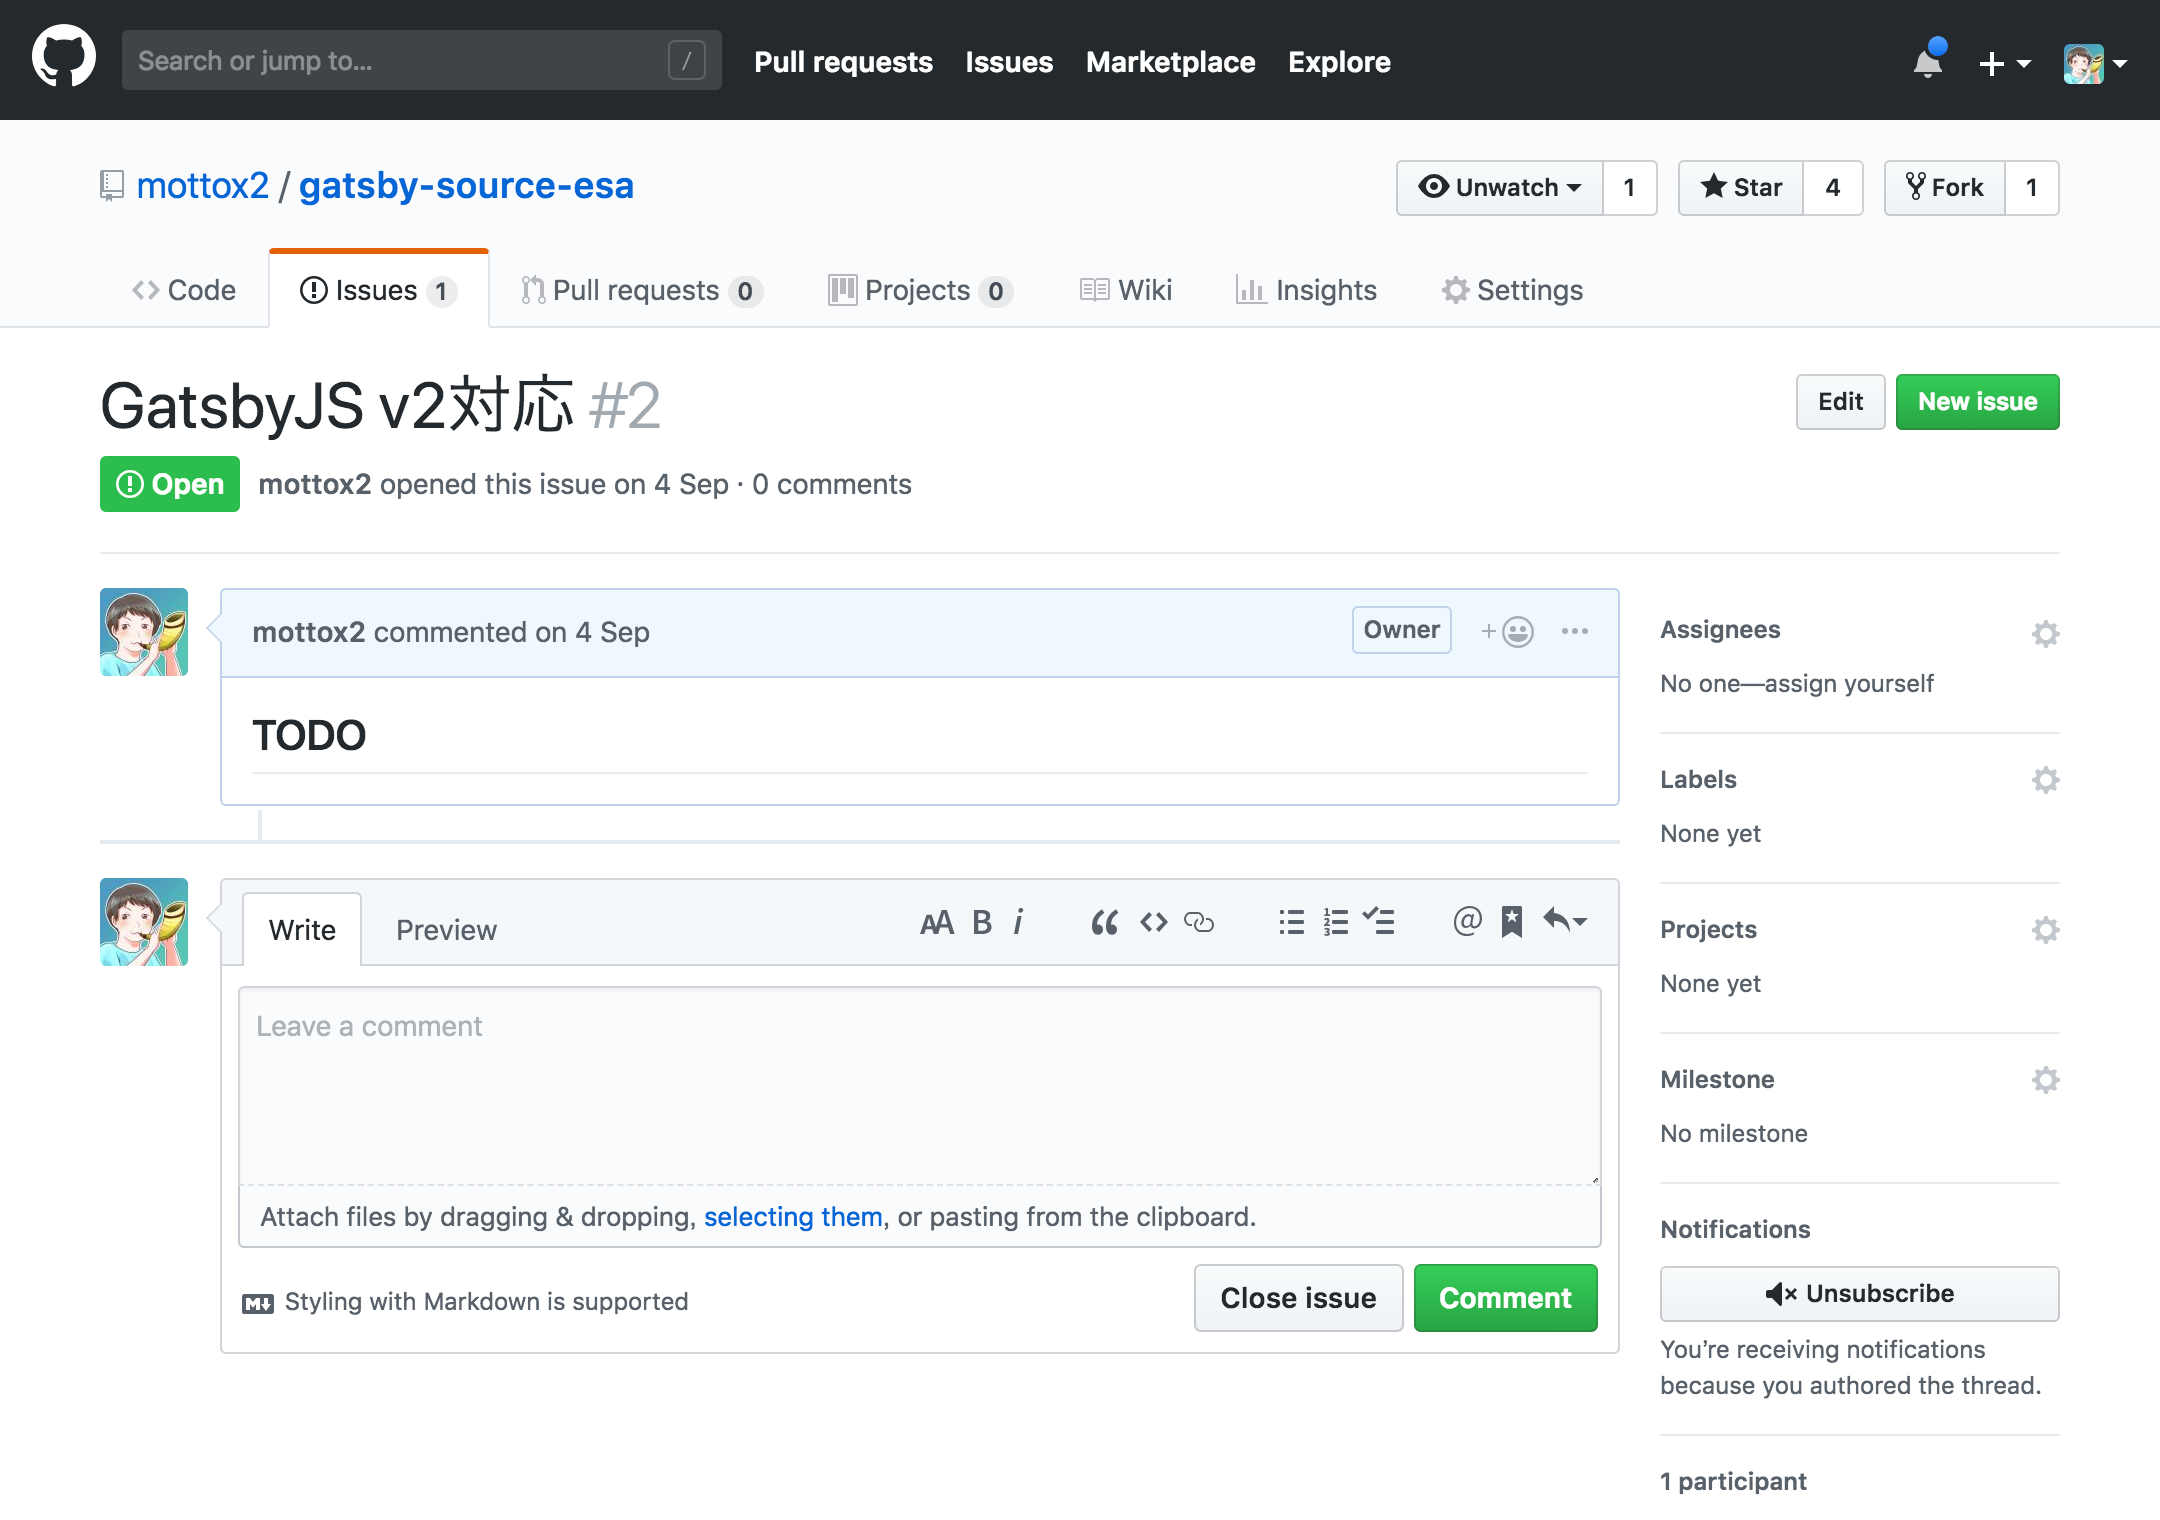 Search or jump to... / Pull requests Issues Marketplace Explore
mottox2 / gatsby-source-esa Unwatch 1 Star 4 Fork 1
Code Issues 1 Pull requests 0 Projects 0 Wiki Insights Settings
GatsbyJS v2対応 #2 Edit New issue
Open mottox2 opened this issue on 4 Sep · 0 comments
mottox2 commented on 4 Sep Owner
TODO
Write Preview AA B i
Leave a comment
Attach files by dragging & dropping, selecting them, or pasting from the clipboard.
Styling with Markdown is supported Close issue Comment
Assignees
No one—assign yourself
Labels
None yet
Projects
None yet
Milestone
No milestone
Notifications
Unsubscribe
You’re receiving notifications
because you authored the thread.
1 participant